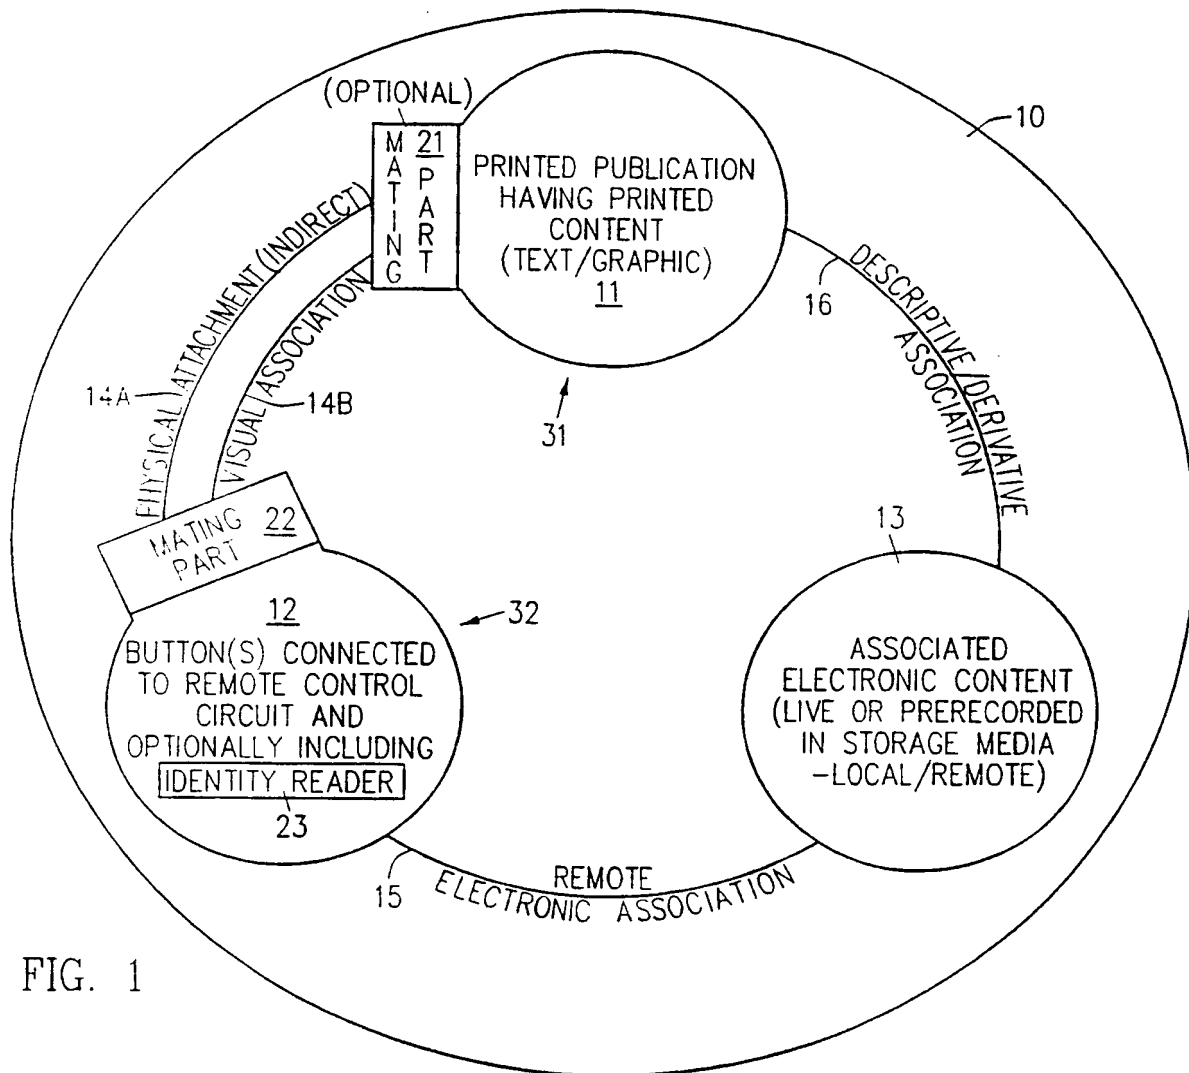 (OPTIONAL)
10
MATING
21
PART
PRINTED PUBLICATION
HAVING PRINTED
CONTENT
(TEXT/GRAPHIC)
11
16
DESCRIPTIVE/DERIVATIVE
ASSOCIATION
PHYSICAL ATTACHMENT (INDIRECT)
14A
VISUAL ASSOCIATION
14B
31
MATING
PART
22
13
12
32
BUTTON(S) CONNECTED
TO REMOTE CONTROL
CIRCUIT AND
OPTIONALLY INCLUDING
IDENTITY READER
23
ASSOCIATED
ELECTRONIC CONTENT
(LIVE OR PRERECORDED
IN STORAGE MEDIA
-LOCAL/REMOTE)
15
REMOTE
ELECTRONIC ASSOCIATION
FIG. 1